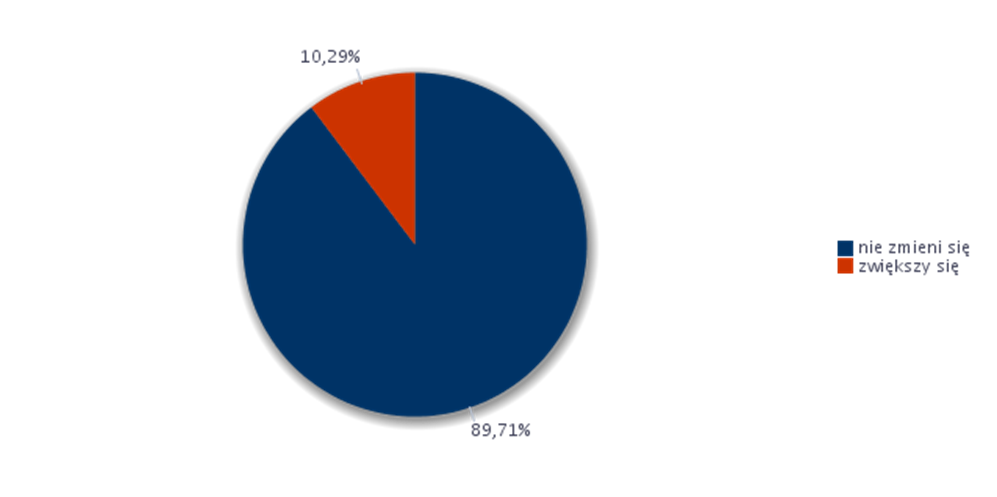 10,29%
nie zmieni się
zwiększy się
89,71%